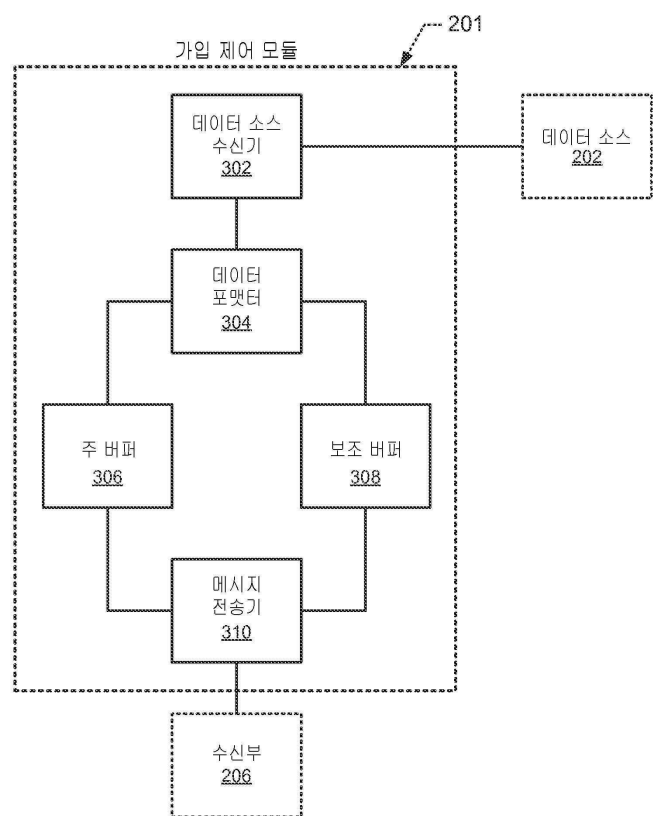 201
가입 제어 모듈
데이터 소스
수신기
302
데이터 소스
202
데이터
포맷터
304
주 버퍼
306
보조 버퍼
308
메시지
전송기
310
수신부
206